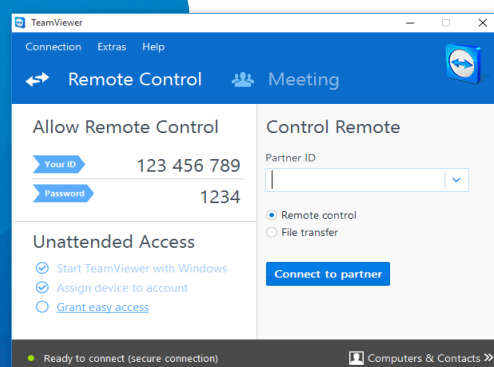 TeamViewer
Connection Extras Help
Remote Control Meeting
Allow Remote Control
Your ID 123 456 789
Password 1234
Unattended Access
Start TeamViewer with Windows
Assign device to account
Grant easy access
Control Remote
Partner ID
Remote control
File transfer
Connect to partner
Ready to connect (secure connection) Computers & Contacts